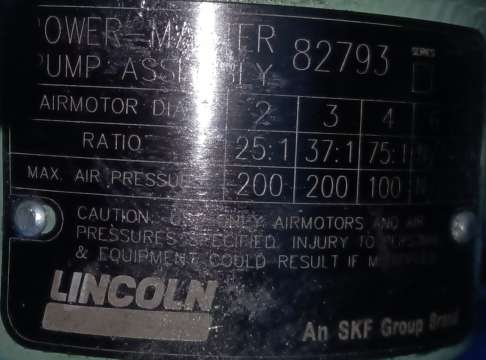 POWER-MASTER
PUMP ASSEMBLY 82793 SERIES
AIRMOTOR DIA 2 3 4
RATIO 25:1 37:1 75:1
MAX. AIR PRESSURE 200 200 100
CAUTION. USE ONLY AIRMOTORS AND AIR
PRESSURES SPECIFIED. INJURY TO PERSONS
& EQUIPMENT COULD RESULT IF
LINCOLN
An SKF Group Brand